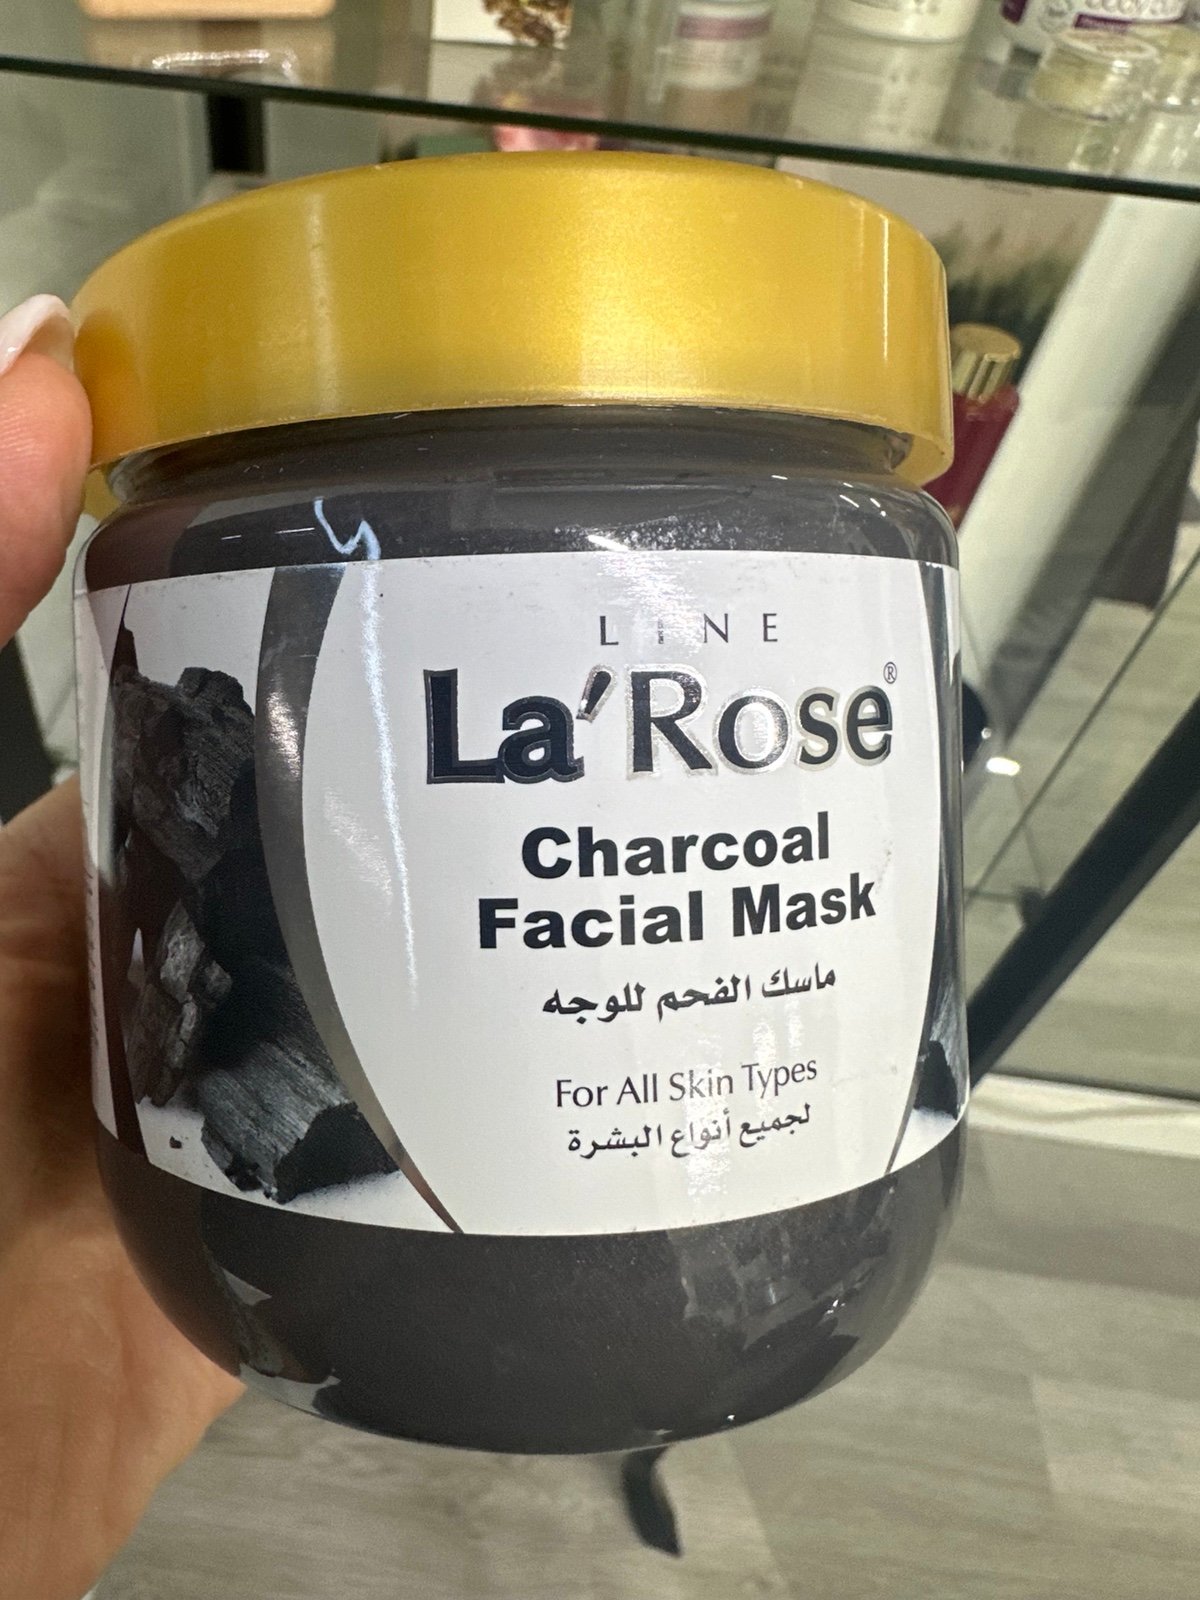 LINE
La'Rose®
Charcoal
Facial Mask
ماسك الفحم للوجه
For All Skin Types
لجميع أنواع البشرة